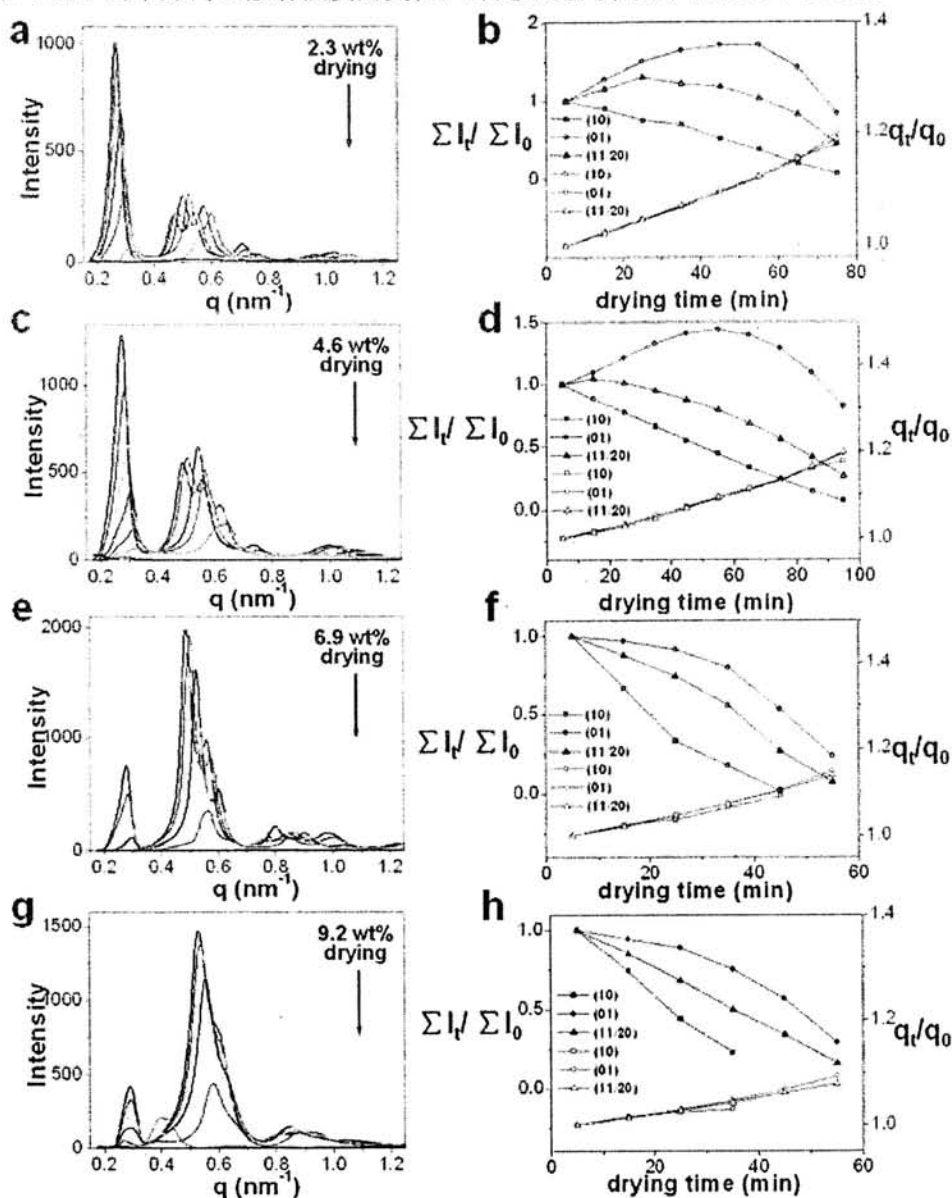 a
1000
500
0
0.2 0.4 0.6 0.8 1.0 1.2
Intensity
q (nm⁻¹)
2.3 wt%
drying
b
2
1
0
0 20 40 60 80
1.4
1.2
1.0
∑ Iₜ/ ∑ I₀
qₜ/q₀
(10)
(01)
(11/20)
(10)
(01)
(11/20)
drying time (min)
c
1000
500
0
0.2 0.4 0.6 0.8 1.0 1.2
Intensity
q (nm⁻¹)
4.6 wt%
drying
d
1.5
1.0
0.5
0.0
0 20 40 60 80 100
1.4
1.2
1.0
∑ Iₜ/ ∑ I₀
qₜ/q₀
(10)
(01)
(11/20)
(10)
(01)
(11/20)
drying time (min)
e
2000
1000
0
0.2 0.4 0.6 0.8 1.0 1.2
Intensity
q (nm⁻¹)
6.9 wt%
drying
f
1.0
0.5
0.0
0 20 40 60
1.4
1.2
1.0
∑ Iₜ/ ∑ I₀
qₜ/q₀
(10)
(01)
(11/20)
(10)
(01)
(11/20)
drying time (min)
g
1500
1000
500
0
0.2 0.4 0.6 0.8 1.0 1.2
Intensity
q (nm⁻¹)
9.2 wt%
drying
h
1.0
0.5
0.0
0 20 40 60
1.4
1.2
1.0
∑ Iₜ/ ∑ I₀
qₜ/q₀
(10)
(01)
(11/20)
(10)
(01)
(11/20)
drying time (min)